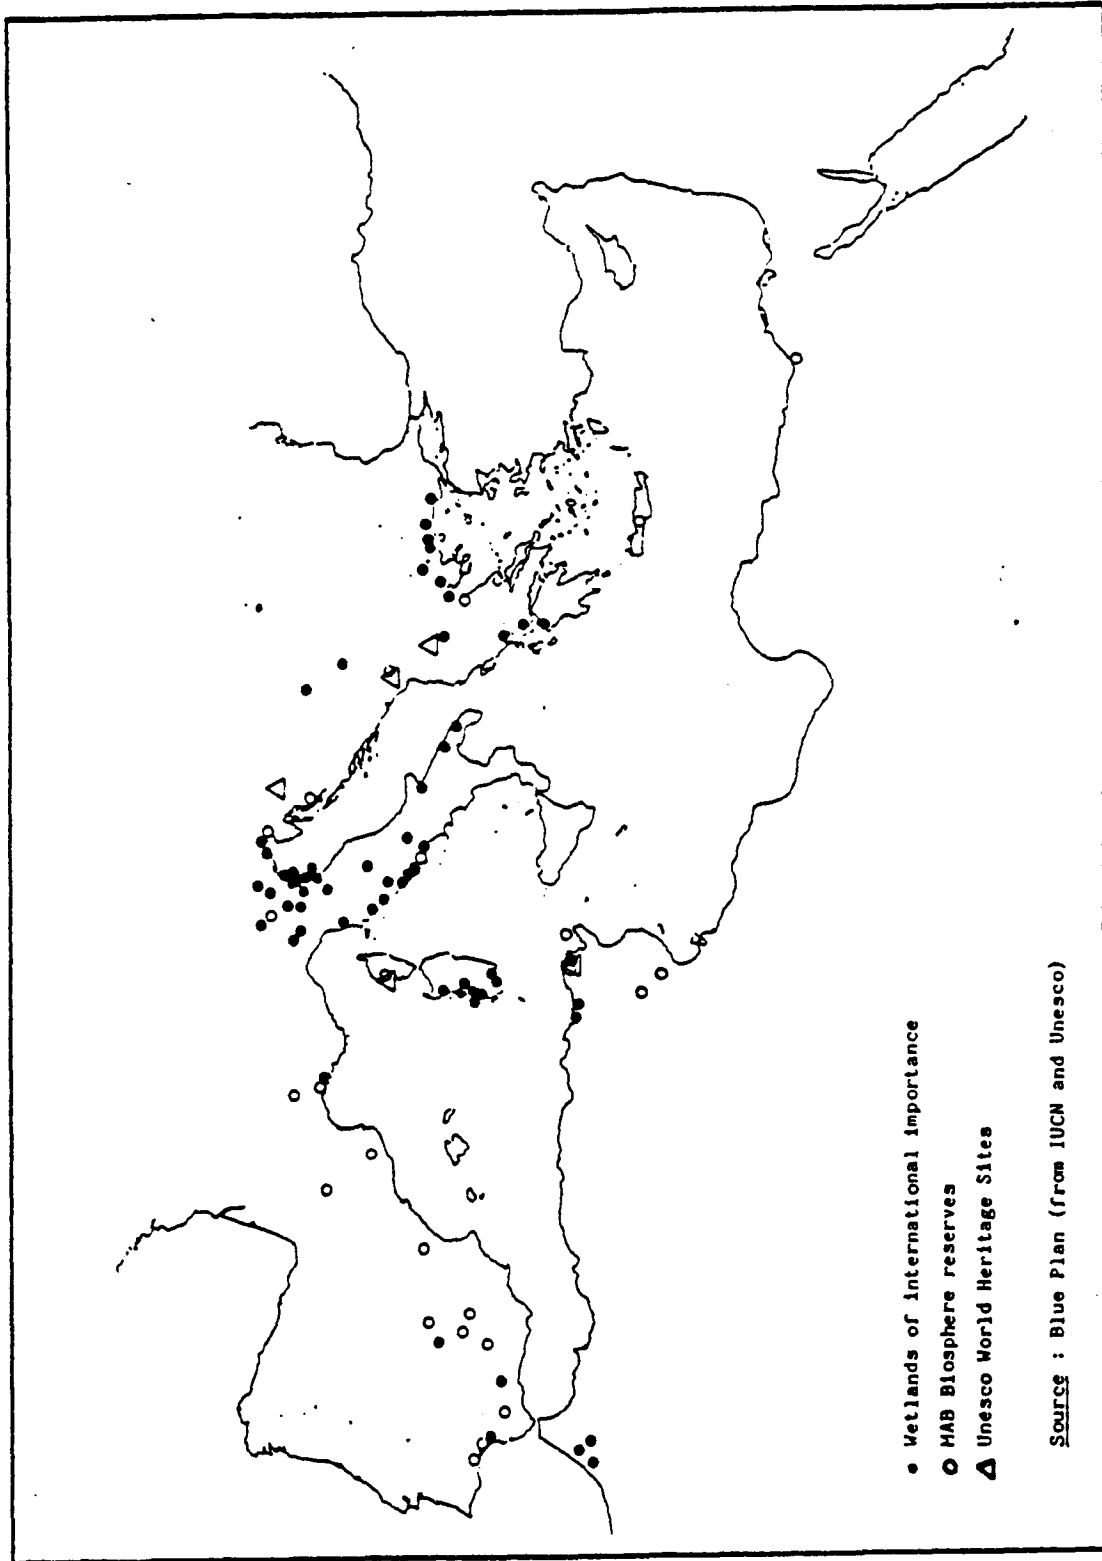 • Wetlands of international importance
O MAB Biosphere reserves
△ Unesco World Heritage Sites
Source : Blue Plan (from IUCN and Unesco)